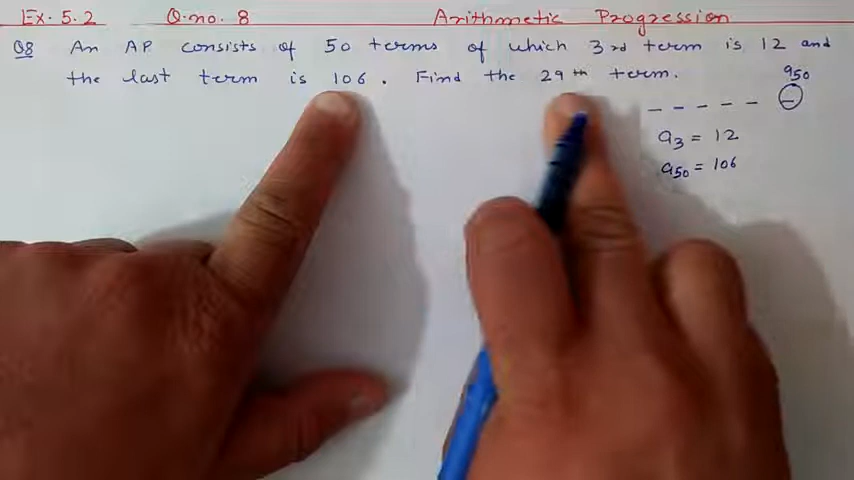 Ex. 5.2 Q.no. 8 Arithmetic Progression
Q8 An AP consists of 50 terms of which 3rd term is 12 and
the last term is 106. Find the 29th term.
a50
_ _ _ _ _ _
a3 = 12
a50 = 106